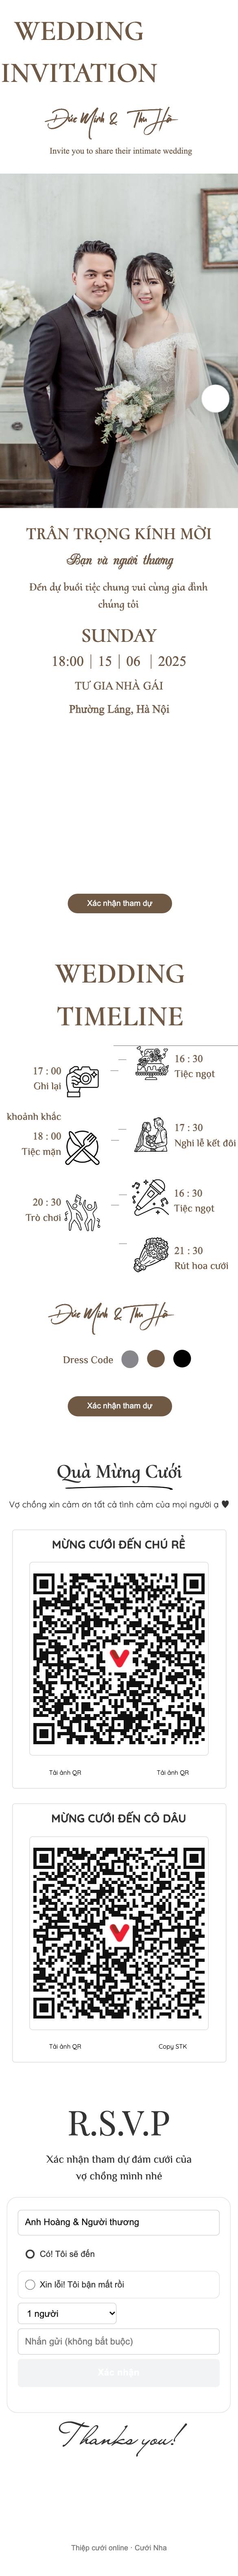 WEDDING
INVITATION
Đức Minh & Thu Hà
Invite you to share their intimate wedding
TRÂN TRỌNG KÍNH MỜI
Bạn và người thương
Đến dự buổi tiệc chung vui cùng gia đình
chúng tôi
SUNDAY
18:00 | 15 | 06 | 2025
TƯ GIA NHÀ GÁI
Phường Láng, Hà Nội
Xác nhận tham dự
WEDDING
TIMELINE
16 : 30
Tiệc ngọt
17 : 00
Ghi lại
khoảnh khắc
17 : 30
Nghi lễ kết đôi
18 : 00
Tiệc mặn
16 : 30
Tiệc ngọt
20 : 30
Trò chơi
21 : 30
Rút hoa cưới
Đức Minh & Thu Hà
Dress Code
Xác nhận tham dự
Quà Mừng Cưới
Vợ chồng xin cảm ơn tất cả tình cảm của mọi người ạ 🖤
MỪNG CƯỚI ĐẾN CHÚ RỂ
Tải ảnh QR Tải ảnh QR
MỪNG CƯỚI ĐẾN CÔ DÂU
Tải ảnh QR Copy STK
R.S.V.P
Xác nhận tham dự đám cưới của
vợ chồng mình nhé
Anh Hoàng & Người thương
Có! Tôi sẽ đến
Xin lỗi! Tôi bận mất rồi
1 người
Nhắn gửi (không bắt buộc)
Xác nhận
Thanks you!
Thiệp cưới online · Cưới Nha